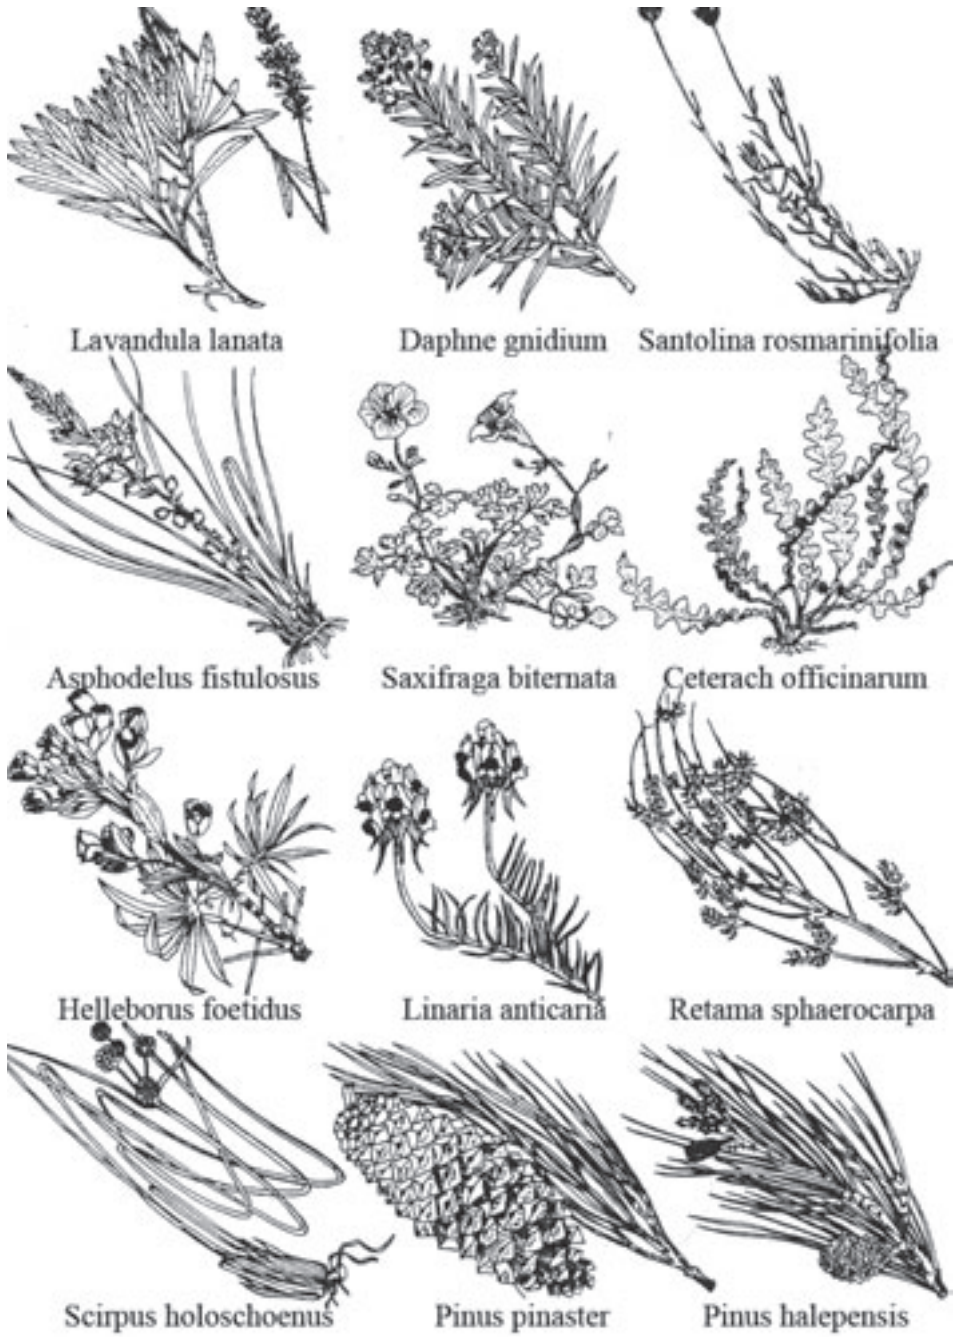 Lavandula lanata
Daphne gnidium
Santolina rosmarinifolia
Asphodelus fistulosus
Saxifraga biternata
Ceterach officinarum
Helleborus foetidus
Linaria anticaria
Retama sphaerocarpa
Scirpus holoschoenus
Pinus pinaster
Pinus halepensis